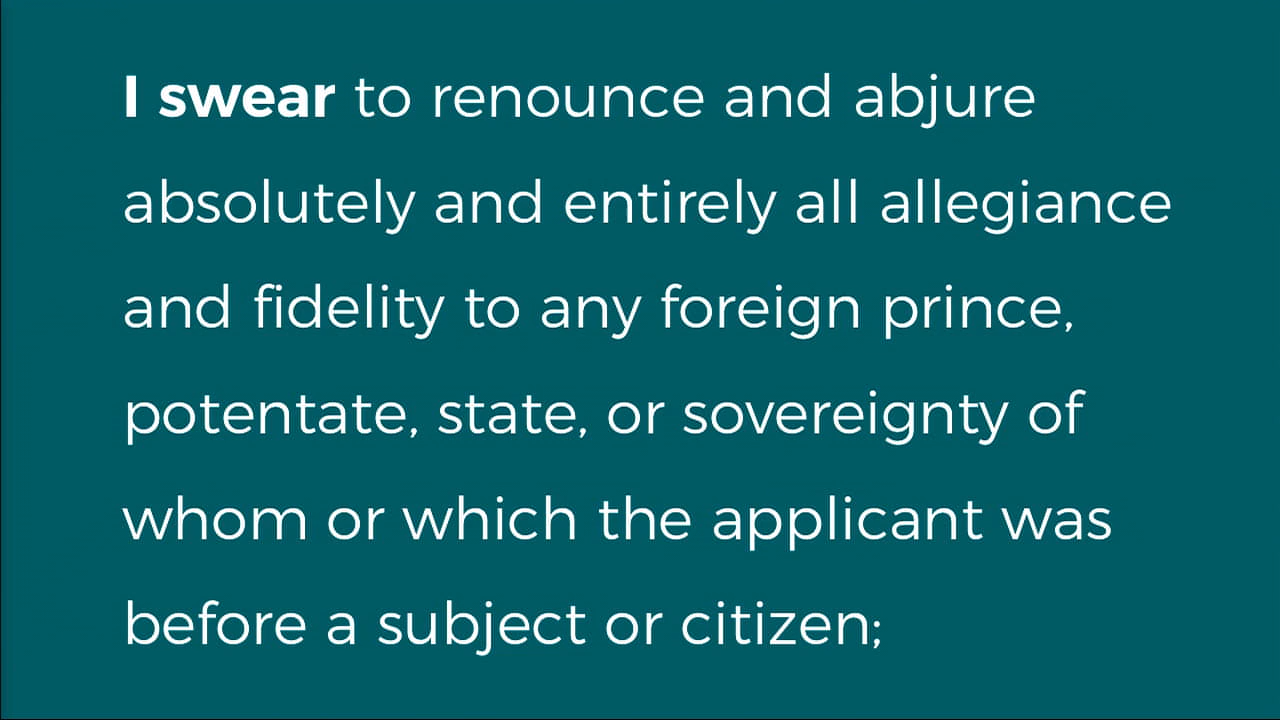 I swear to renounce and abjure
absolutely and entirely all allegiance
and fidelity to any foreign prince,
potentate, state, or sovereignty of
whom or which the applicant was
before a subject or citizen;